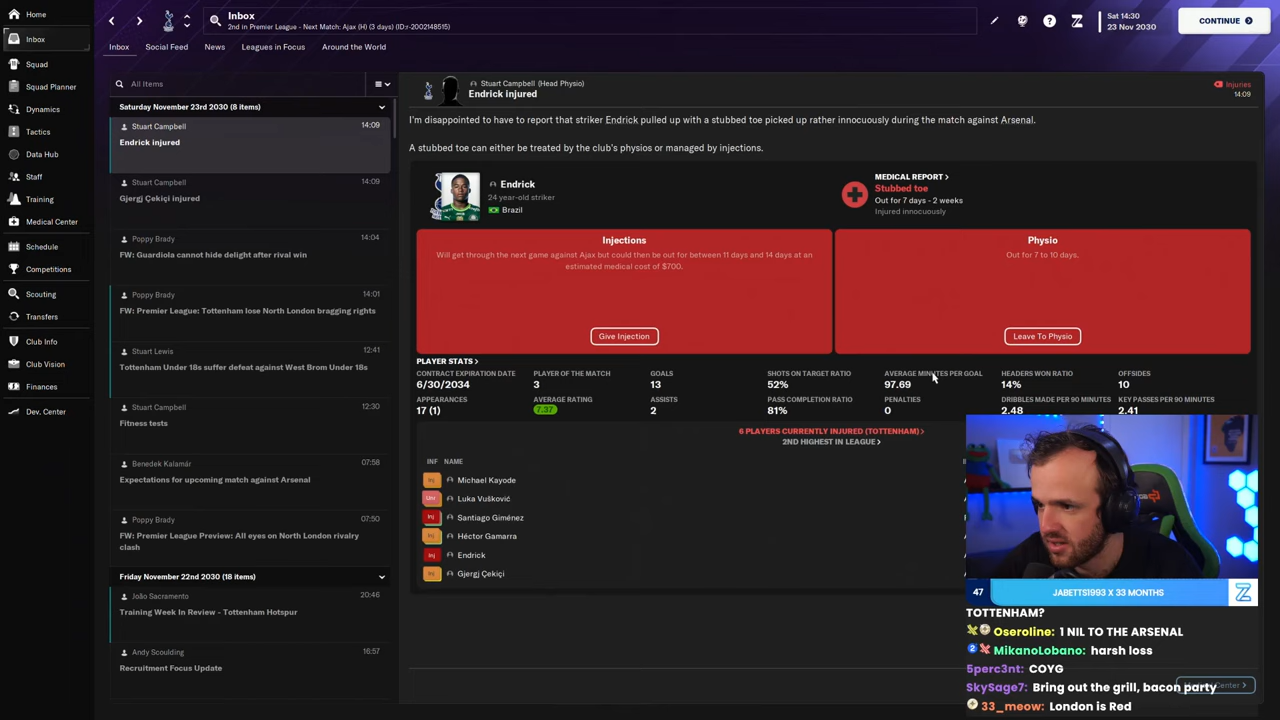 Home
Inbox
Squad
Squad Planner
Dynamics
Tactics
Data Hub
Staff
Training
Medical Center
Schedule
Competitions
Scouting
Transfers
Club Info
Club Vision
Finances
Dev. Center
Inbox
2nd in Premier League - Next Match: Ajax (H) (3 days) (ID:r-2002148515)
Sat 14:30
23 Nov 2030
CONTINUE
Inbox
Social Feed
News
Leagues in Focus
Around the World
All Items
Saturday November 23rd 2030 (8 items)
Stuart Campbell 14:09
Endrick injured
Stuart Campbell 14:09
Gjergj Çekiçi injured
Poppy Brady 14:04
FW: Guardiola cannot hide delight after rival win
Poppy Brady 14:01
FW: Premier League: Tottenham lose North London bragging rights
Stuart Lewis 12:41
Tottenham Under 18s suffer defeat against West Brom Under 18s
Stuart Campbell 12:30
Fitness tests
Benedek Kalamár 07:58
Expectations for upcoming match against Arsenal
Poppy Brady 07:50
FW: Premier League Preview: All eyes on North London rivalry
clash
Friday November 22nd 2030 (18 items)
João Sacramento 20:46
Training Week In Review - Tottenham Hotspur
Andy Scoulding 16:57
Recruitment Focus Update
Stuart Campbell (Head Physio)
Endrick injured
Injuries
14:09
I'm disappointed to have to report that striker Endrick pulled up with a stubbed toe picked up rather innocuously during the match against Arsenal.
A stubbed toe can either be treated by the club's physios or managed by injections.
Endrick
24 year-old striker
Brazil
MEDICAL REPORT >
Stubbed toe
Out for 7 days - 2 weeks
Injured innocuously
Injections
Will get through the next game against Ajax but could then be out for between 11 days and 14 days at an
estimated medical cost of $700.
Give Injection
Physio
Out for 7 to 10 days.
Leave To Physio
PLAYER STATS >
CONTRACT EXPIRATION DATE PLAYER OF THE MATCH GOALS SHOTS ON TARGET RATIO AVERAGE MINUTES PER GOAL HEADERS WON RATIO OFFSIDES
6/30/2034 3 13 52% 97.69 14% 10
APPEARANCES AVERAGE RATING ASSISTS PASS COMPLETION RATIO PENALTIES DRIBBLES MADE PER 90 MINUTES KEY PASSES PER 90 MINUTES
17 (1) 7.37 2 81% 0 2.48 2.41
6 PLAYERS CURRENTLY INJURED (TOTTENHAM) >
2ND HIGHEST IN LEAGUE >
INF NAME
Michael Kayode
Luka Vušković
Inj Santiago Giménez
Héctor Gamarra
Inj Endrick
Gjergj Çekiçi
47 JABETTS1993 X 33 MONTHS
TOTTENHAM?
Oseroline: 1 NIL TO THE ARSENAL
MikanoLobano: harsh loss
5perc3nt: COYG
SkySage7: Bring out the grill, bacon party
33_meow: London is Red